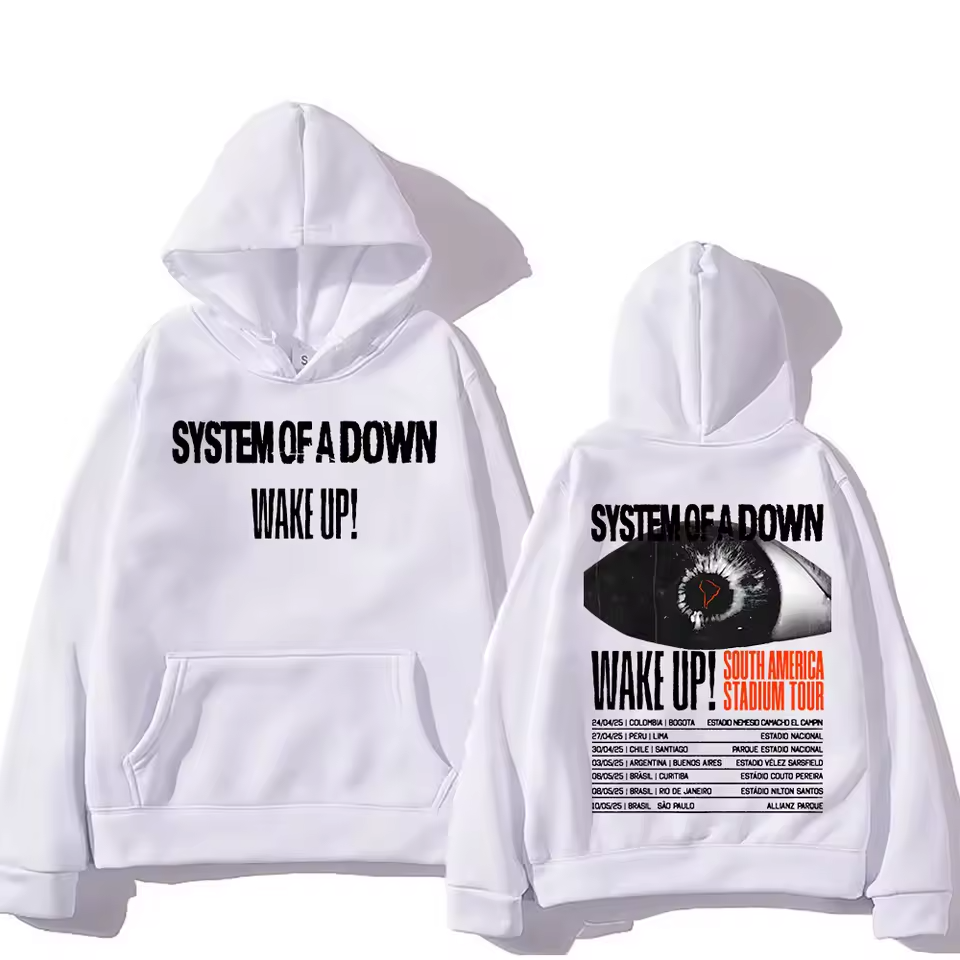 S
SYSTEM OF A DOWN
WAKE UP!
SYSTEM OF A DOWN
WAKE UP! SOUTH AMERICA
STADIUM TOUR
24/04/25 | COLOMBIA | BOGOTA ESTADIO NEMESIO CAMACHO EL CAMPIN
27/04/25 | PERU | LIMA ESTADIO NACIONAL
30/04/25 | CHILE | SANTIAGO PARQUE ESTADIO NACIONAL
03/05/25 | ARGENTINA | BUENOS AIRES ESTADIO VÉLEZ SARSFIELD
06/05/25 | BRÄSIL | CURITIBA ESTÁDIO COUTO PEREIRA
08/05/25 | BRASIL | RIO DE JANEIRO ESTÁDIO NILTON SANTOS
10/05/25 | BRASIL SÃO PAULO ALLIANZ PARQUE